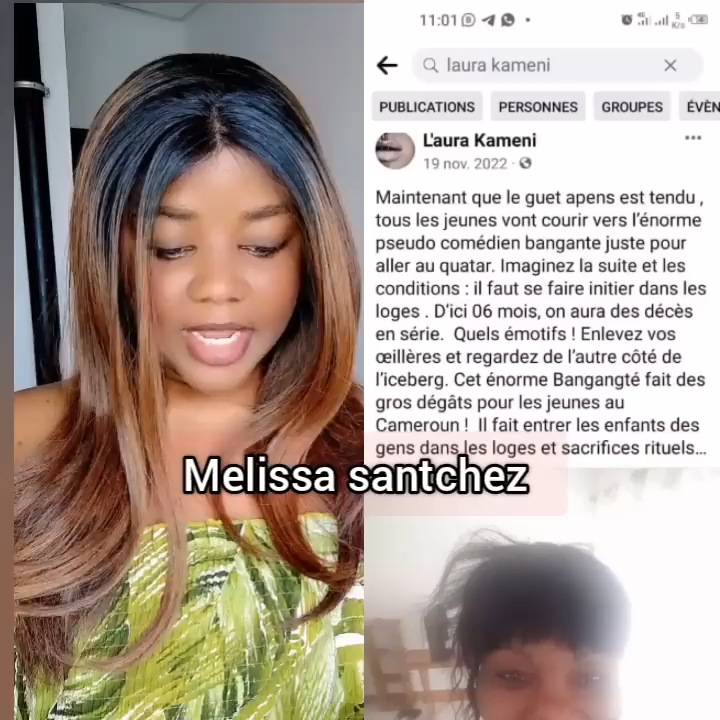 11:01
4G
5
K/s
laura kameni
PUBLICATIONS
PERSONNES
GROUPES
ÉVÈN
L'aura Kameni
19 nov. 2022 ·
Maintenant que le guet apens est tendu ,
tous les jeunes vont courir vers l'énorme
pseudo comédien bangante juste pour
aller au quatar. Imaginez la suite et les
conditions : il faut se faire initier dans les
loges . D'ici 06 mois, on aura des décès
en série. Quels émotifs ! Enlevez vos
œillères et regardez de l'autre côté de
l'iceberg. Cet énorme Bangangté fait des
gros dégâts pour les jeunes au
Cameroun ! Il fait entrer les enfants des
gens dans les loges et sacrifices rituels...
Melissa santchez